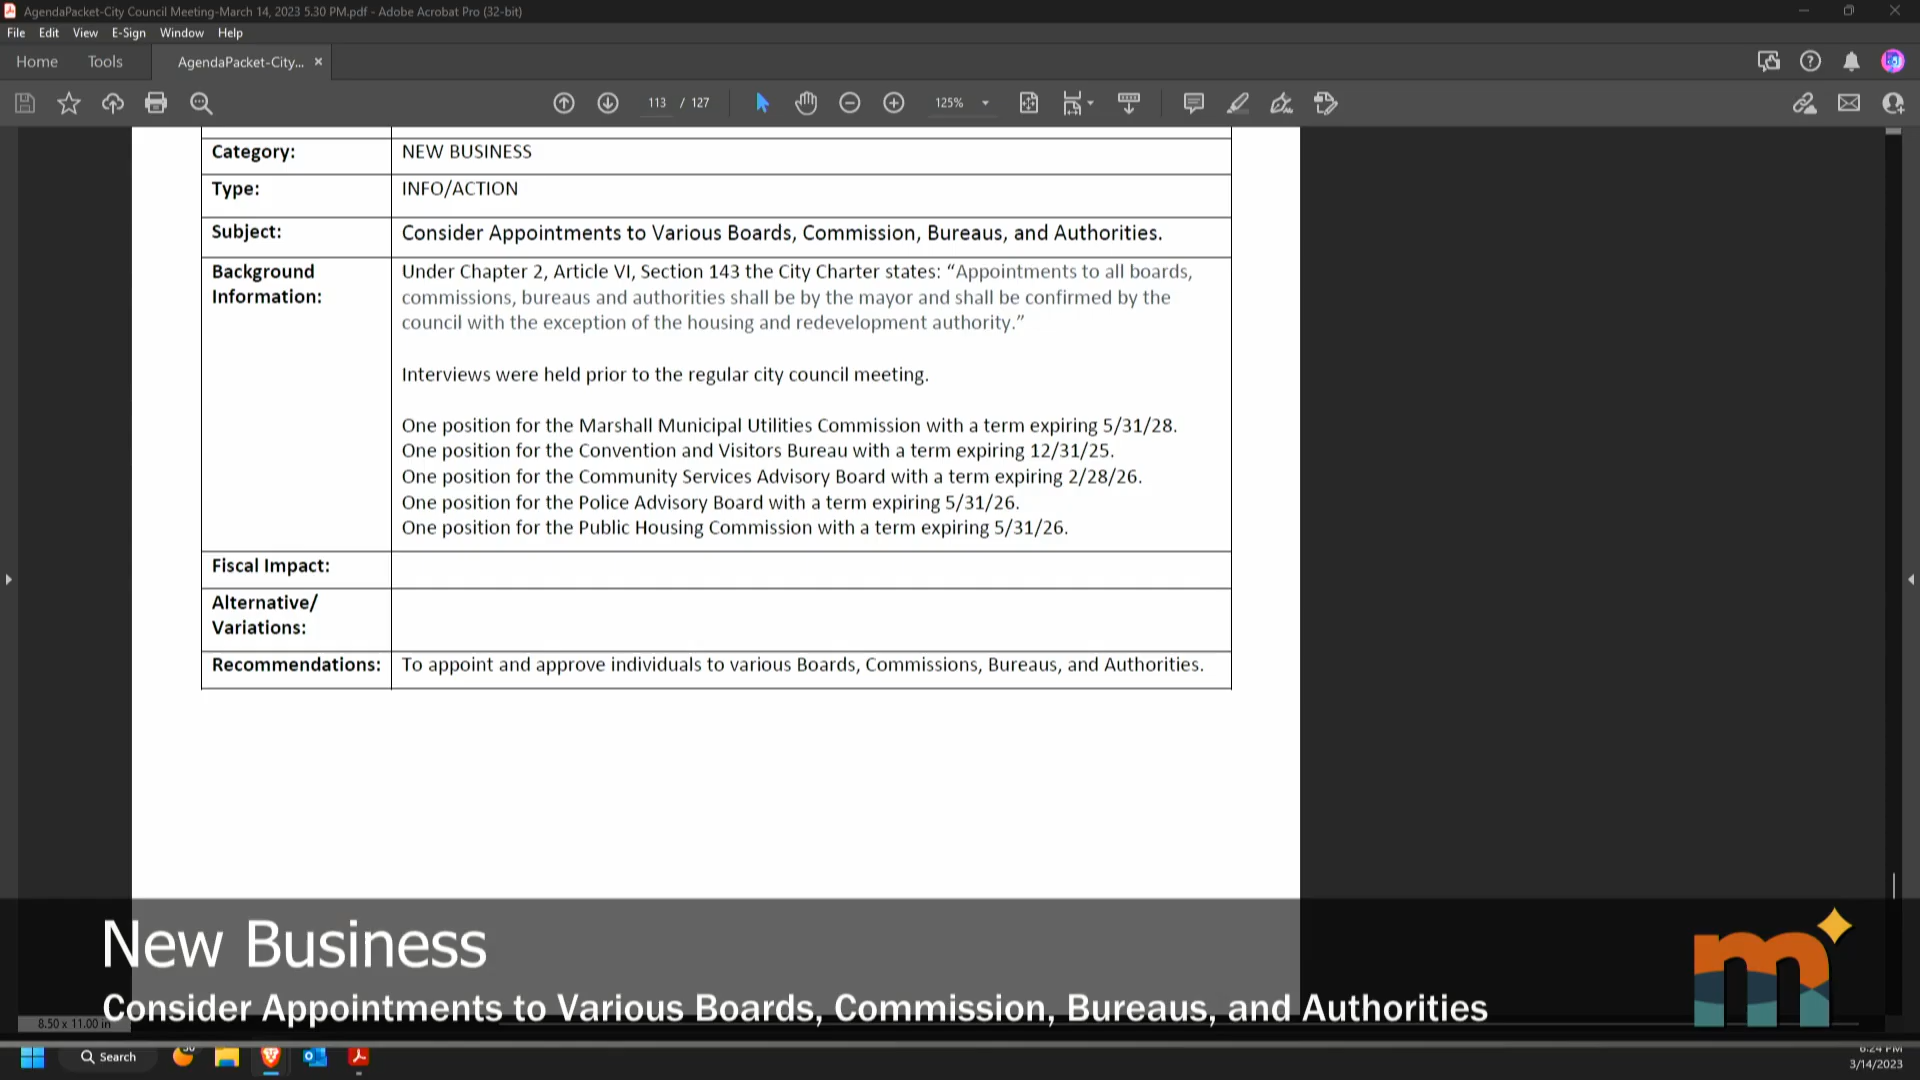 AgendaPacket-City Council Meeting-March 14, 2023 5.30 PM.pdf - Adobe Acrobat Pro (32-bit)
File Edit View E-Sign Window Help
Home Tools AgendaPacket-City... ×
113 / 127 125%
Category: NEW BUSINESS
Type: INFO/ACTION
Subject: Consider Appointments to Various Boards, Commission, Bureaus, and Authorities.
Background Under Chapter 2, Article VI, Section 143 the City Charter states: “Appointments to all boards,
Information: commissions, bureaus and authorities shall be by the mayor and shall be confirmed by the
council with the exception of the housing and redevelopment authority.”
Interviews were held prior to the regular city council meeting.
One position for the Marshall Municipal Utilities Commission with a term expiring 5/31/28.
One position for the Convention and Visitors Bureau with a term expiring 12/31/25.
One position for the Community Services Advisory Board with a term expiring 2/28/26.
One position for the Police Advisory Board with a term expiring 5/31/26.
One position for the Public Housing Commission with a term expiring 5/31/26.
Fiscal Impact:
Alternative/
Variations:
Recommendations: To appoint and approve individuals to various Boards, Commissions, Bureaus, and Authorities.
New Business
Consider Appointments to Various Boards, Commission, Bureaus, and Authorities
8.50 x 11.00 in
m
Search
6:24 PM
3/14/2023